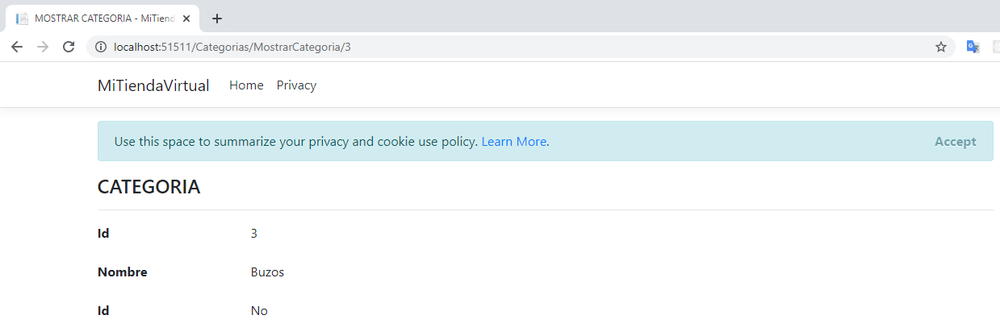 MOSTRAR CATEGORIA - MiTiend
localhost:51511/Categorias/MostrarCategoria/3
MiTiendaVirtual Home Privacy
Use this space to summarize your privacy and cookie use policy. Learn More. Accept
CATEGORIA
Id 3
Nombre Buzos
Id No